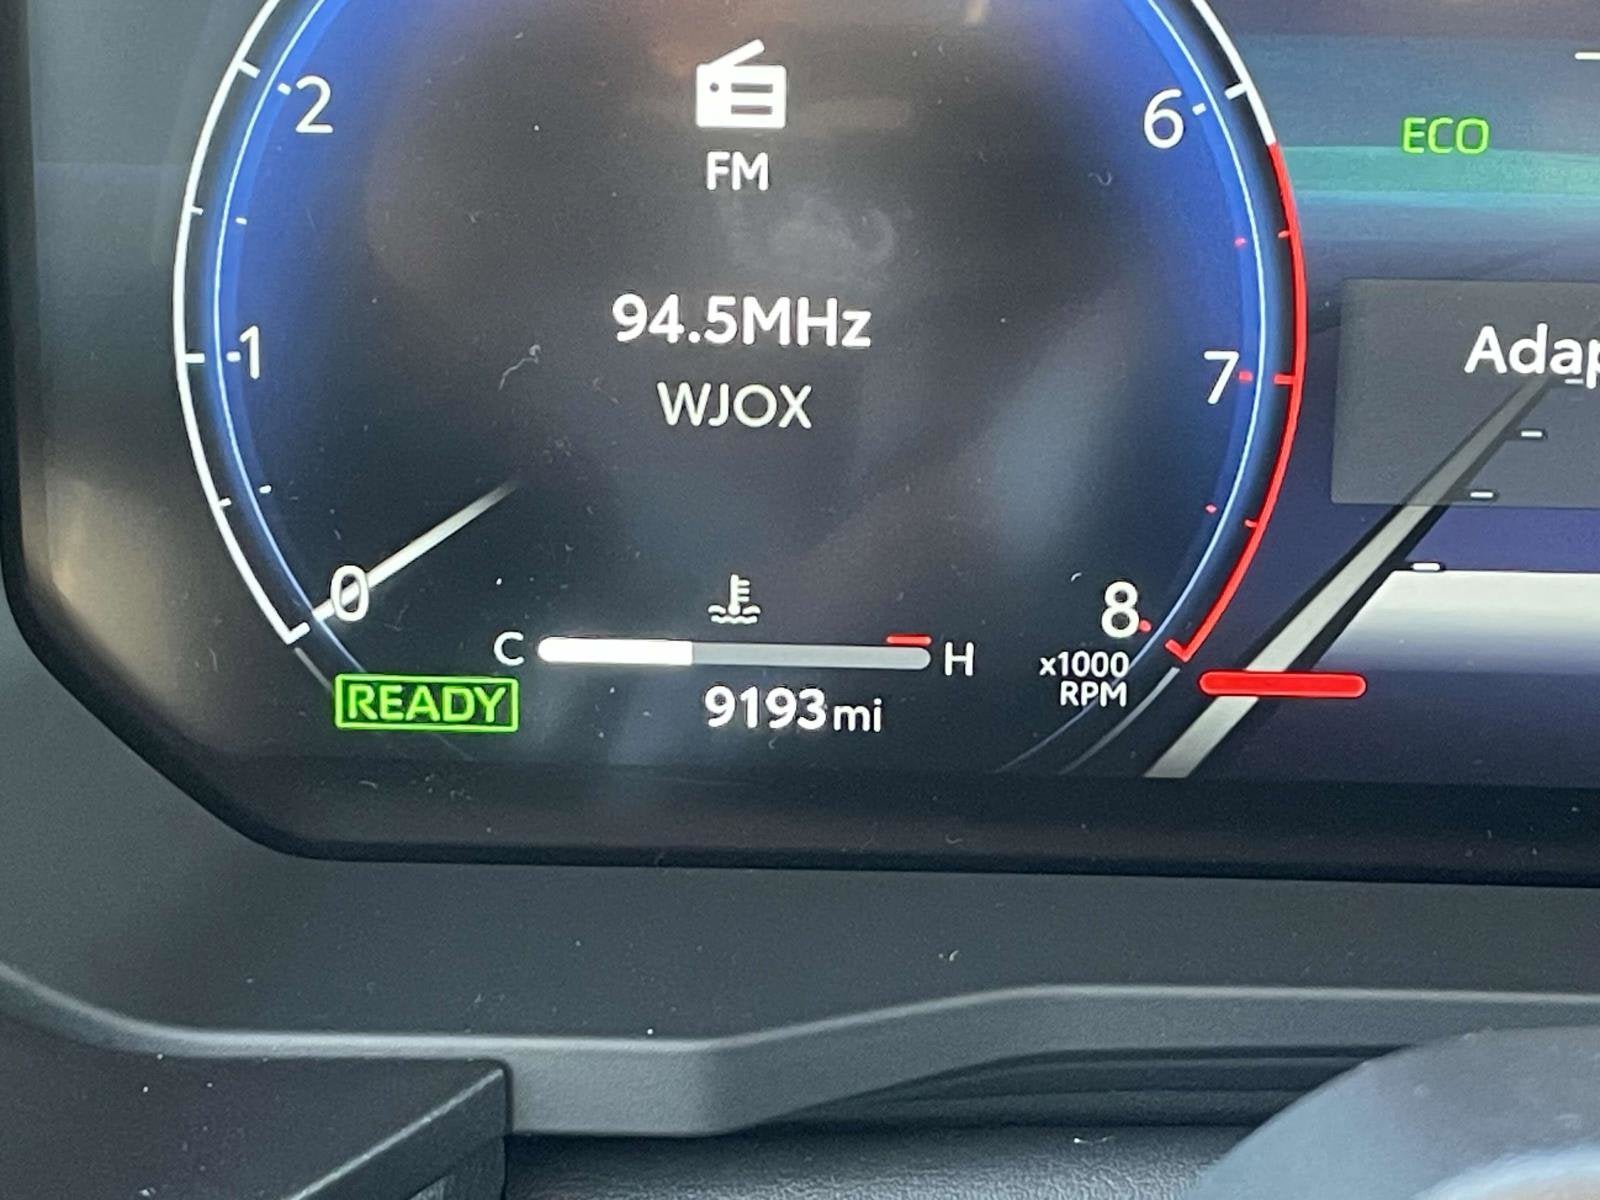 2
6
FM
ECO
94.5MHz
1
7
Adap
WJOX
0
8
C
H
x1000
RPM
READY
9193mi